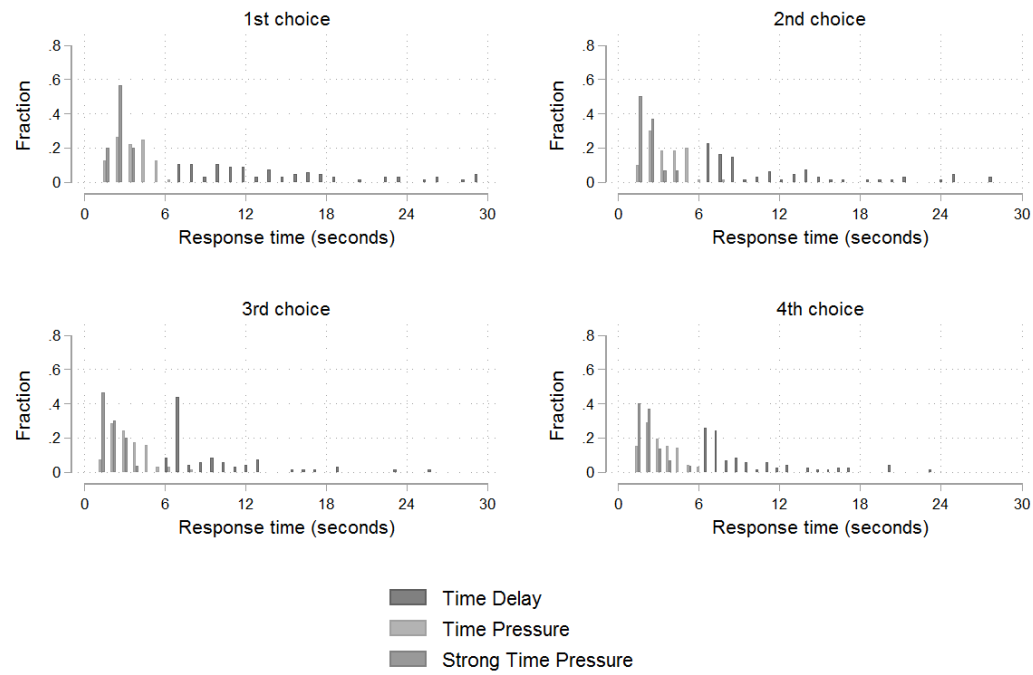 1st choice
.8
.6
.4
.2
0
Fraction
0 6 12 18 24 30
Response time (seconds)
2nd choice
.8
.6
.4
.2
0
Fraction
0 6 12 18 24 30
Response time (seconds)
3rd choice
.8
.6
.4
.2
0
Fraction
0 6 12 18 24 30
Response time (seconds)
4th choice
.8
.6
.4
.2
0
Fraction
0 6 12 18 24 30
Response time (seconds)
Time Delay
Time Pressure
Strong Time Pressure